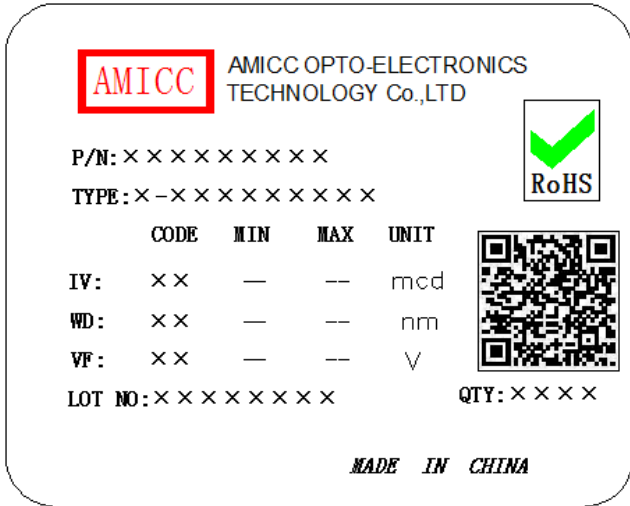 AMICC
AMICC OPTO-ELECTRONICS
TECHNOLOGY Co.,LTD
RoHS
P/N:×××××××××
TYPE:×-×××××××××
CODE MIN MAX UNIT
IV: ×× — -- mcd
WD: ×× — -- nm
VF: ×× — -- V
LOT NO:××××××××
QTY:××××
MADE IN CHINA